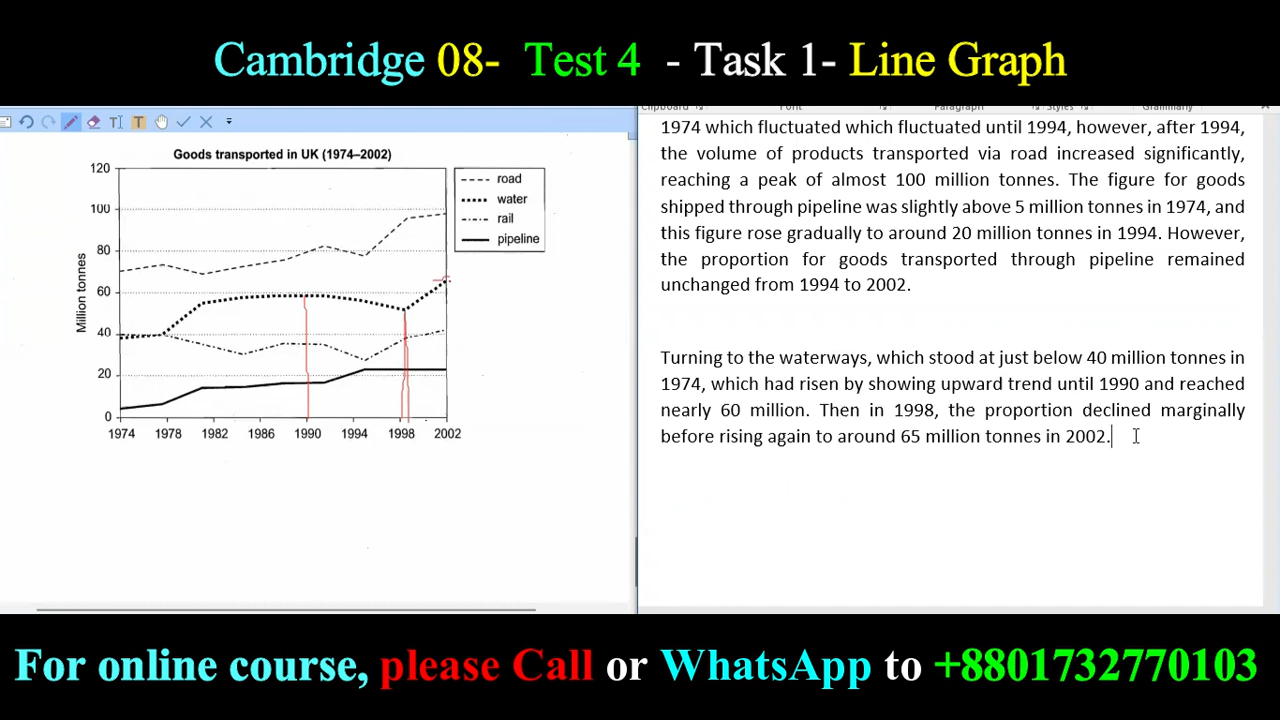 Cambridge 08- Test 4 - Task 1- Line Graph
Clipboard
Font
Paragraph
Styles
Grammarly
Goods transported in UK (1974–2002)
120
100
80
60
40
20
0
Million tonnes
1974 1978 1982 1986 1990 1994 1998 2002
road
water
rail
pipeline
1974 which fluctuated which fluctuated until 1994, however, after 1994,
the volume of products transported via road increased significantly,
reaching a peak of almost 100 million tonnes. The figure for goods
shipped through pipeline was slightly above 5 million tonnes in 1974, and
this figure rose gradually to around 20 million tonnes in 1994. However,
the proportion for goods transported through pipeline remained
unchanged from 1994 to 2002.
Turning to the waterways, which stood at just below 40 million tonnes in
1974, which had risen by showing upward trend until 1990 and reached
nearly 60 million. Then in 1998, the proportion declined marginally
before rising again to around 65 million tonnes in 2002.
For online course, please Call or WhatsApp to +8801732770103